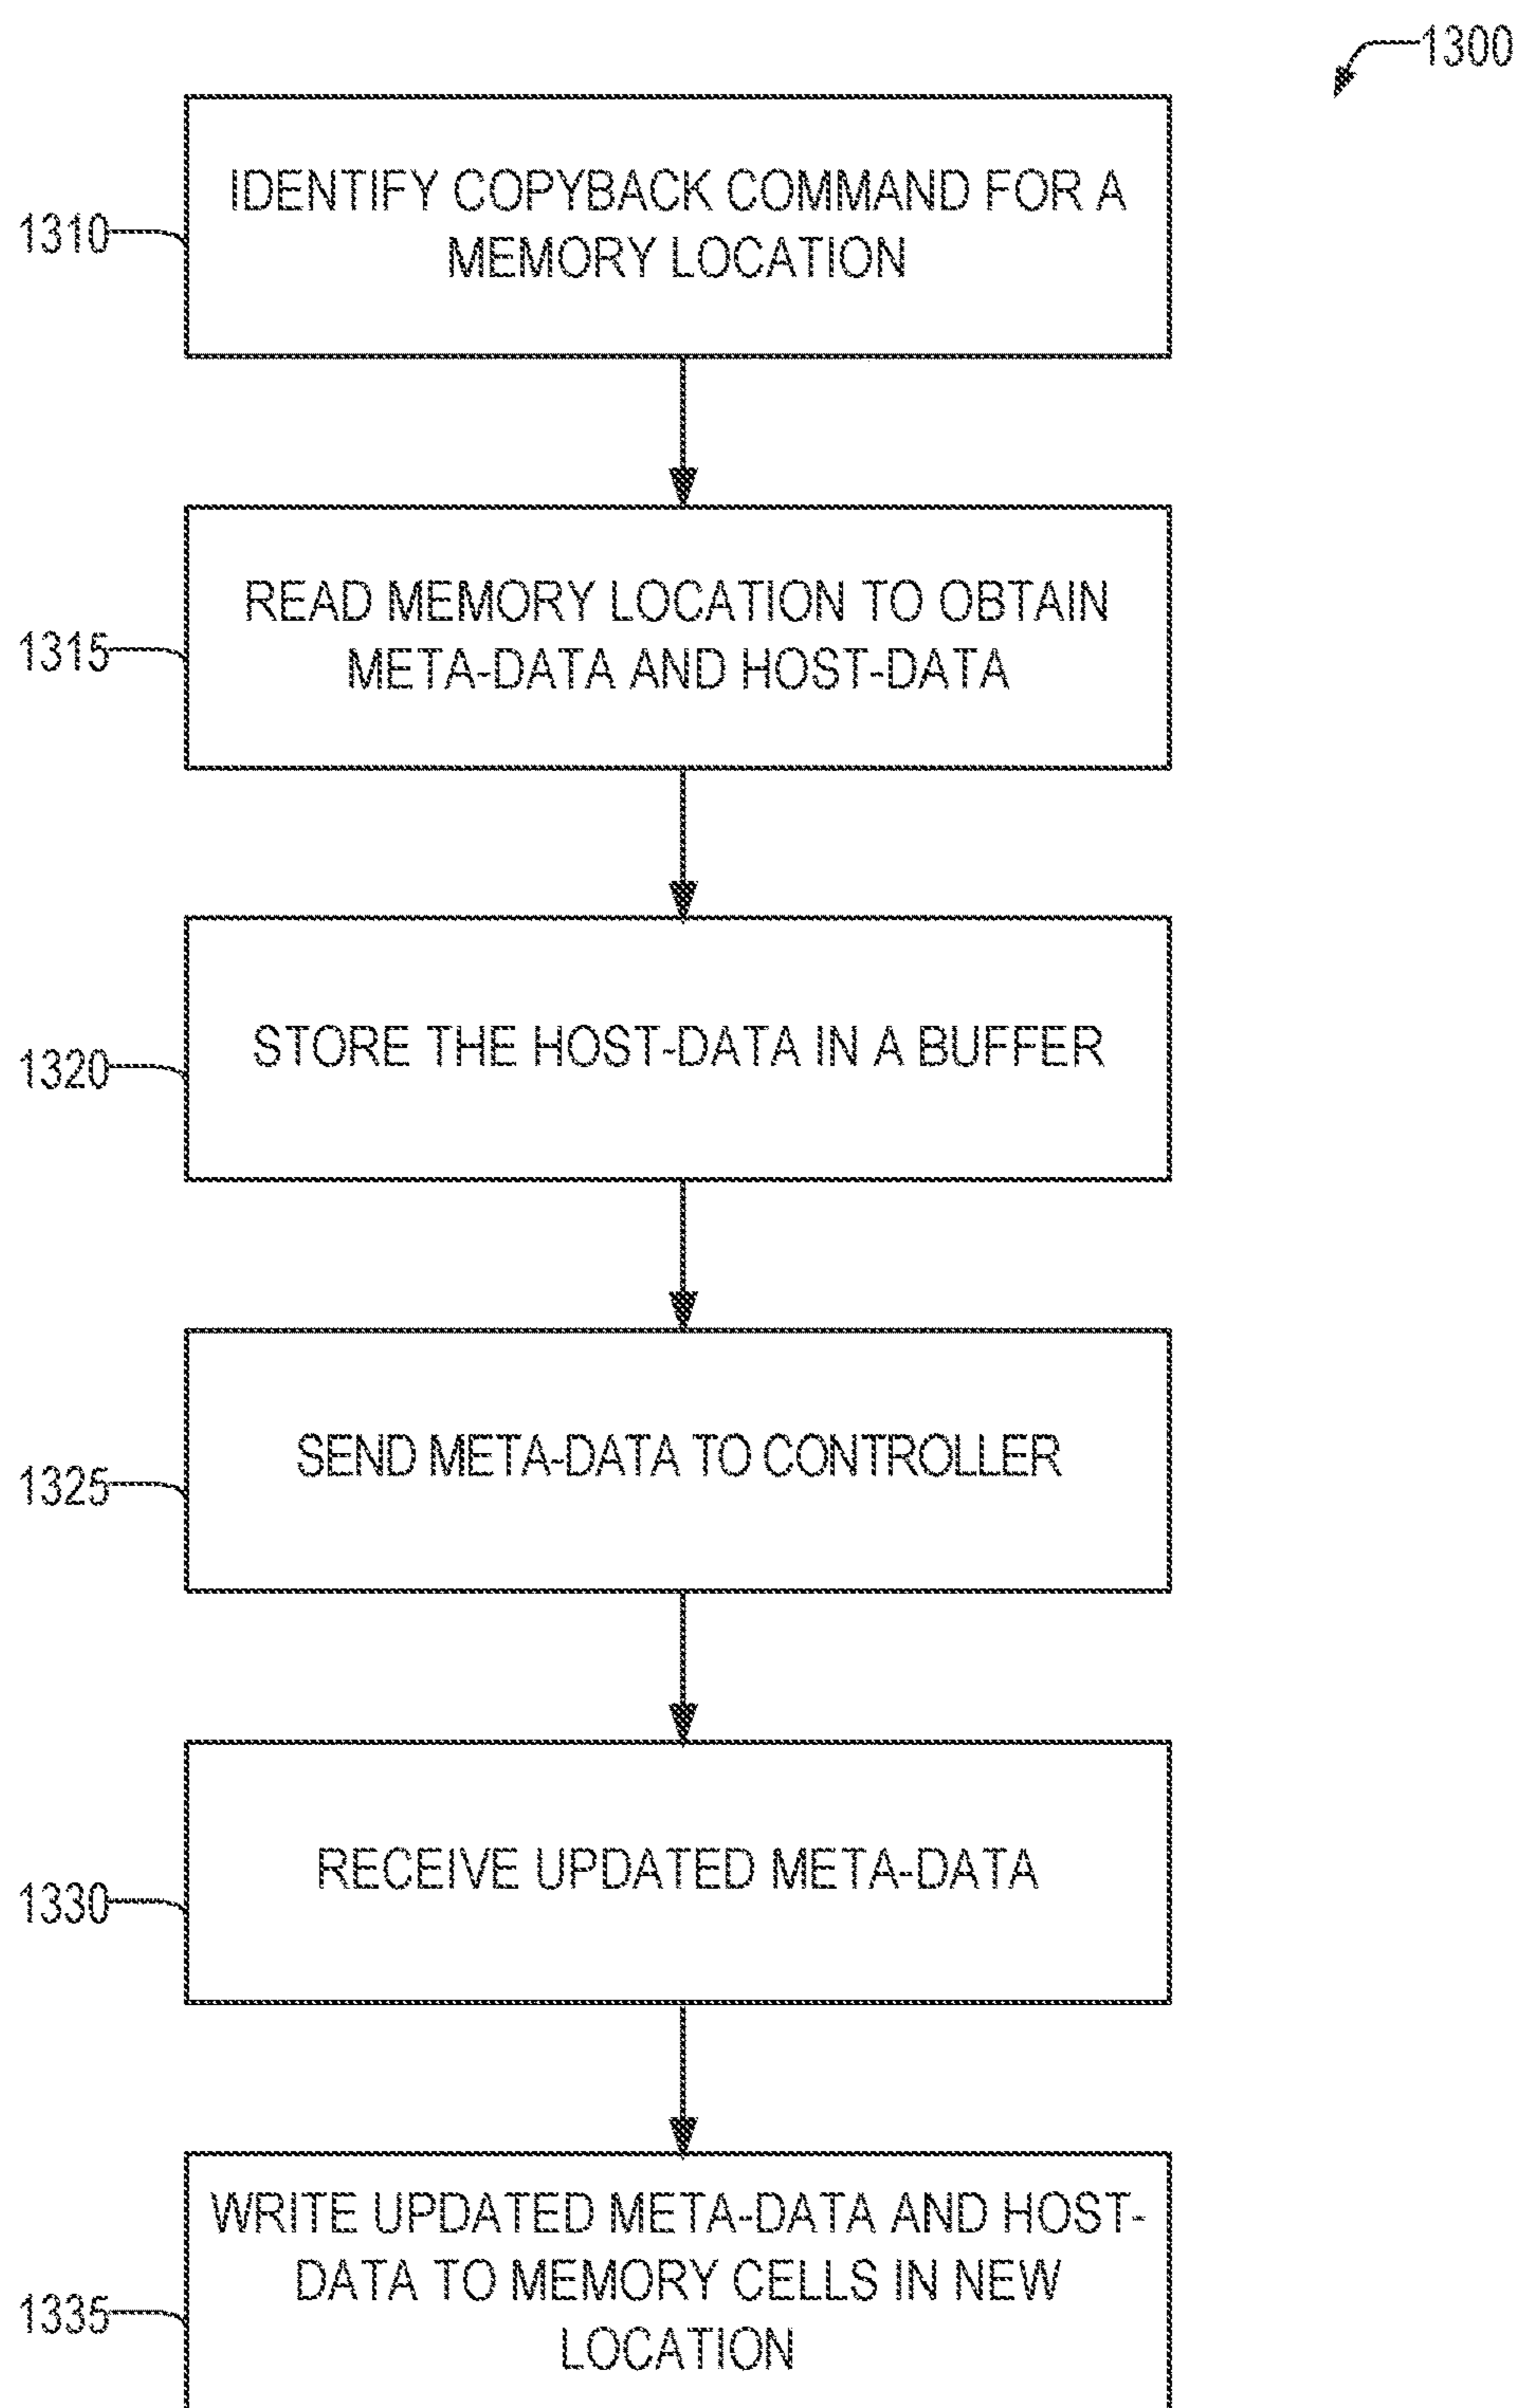 1300
IDENTIFY COPYBACK COMMAND FOR A
MEMORY LOCATION
1310
READ MEMORY LOCATION TO OBTAIN
META-DATA AND HOST-DATA
1315
STORE THE HOST-DATA IN A BUFFER
1320
SEND META-DATA TO CONTROLLER
1325
RECEIVE UPDATED META-DATA
1330
WRITE UPDATED META-DATA AND HOST-
DATA TO MEMORY CELLS IN NEW
LOCATION
1335